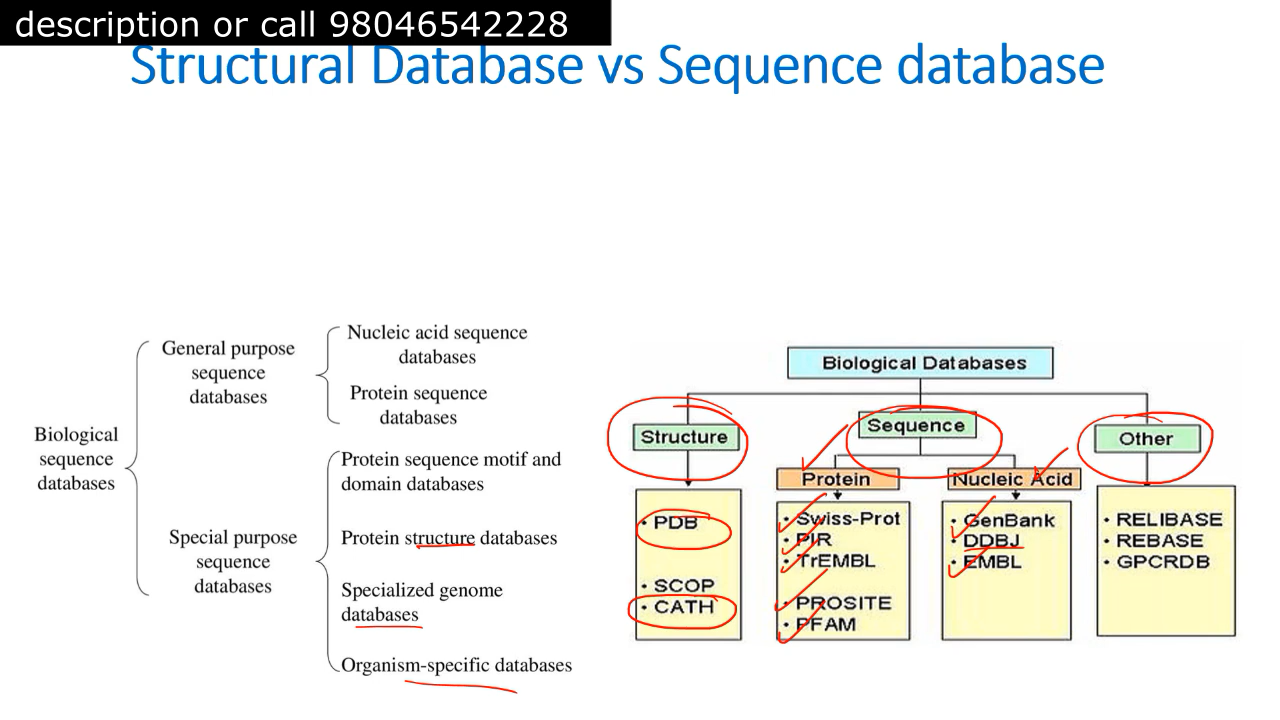 description or call 98046542228
Structural Database vs Sequence database
General purpose
sequence
databases
Nucleic acid sequence
databases
Protein sequence
databases
Biological
sequence
databases
Special purpose
sequence
databases
Protein sequence motif and
domain databases
Protein structure databases
Specialized genome
databases
Organism-specific databases
Biological Databases
Structure
• PDB
• SCOP
• CATH
Sequence
Protein
• Swiss-Prot
• PIR
• TrEMBL
• PROSITE
• PFAM
Nucleic Acid
• GenBank
• DDBJ
• EMBL
Other
• RELIBASE
• REBASE
• GPCRDB